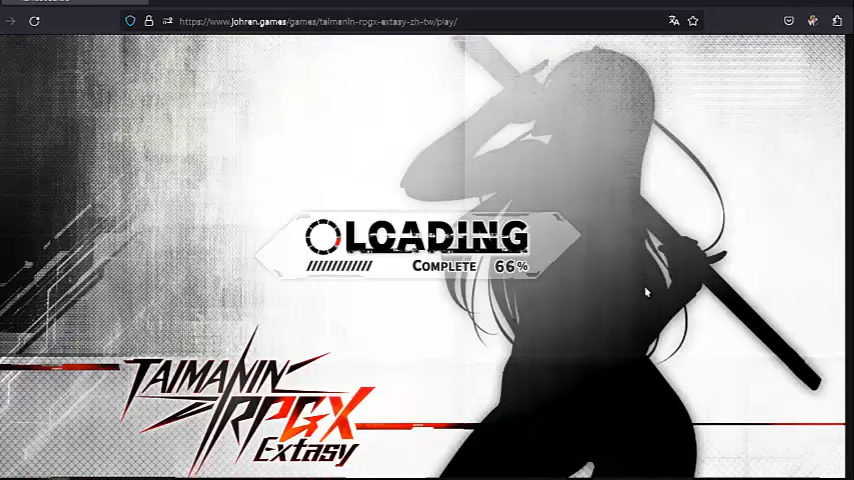 https://www.johren.games/games/taimanin-rpgx-extasy-zh-tw/play/
LOADING
COMPLETE 66%
TAIMANIN
RPGX
Extasy